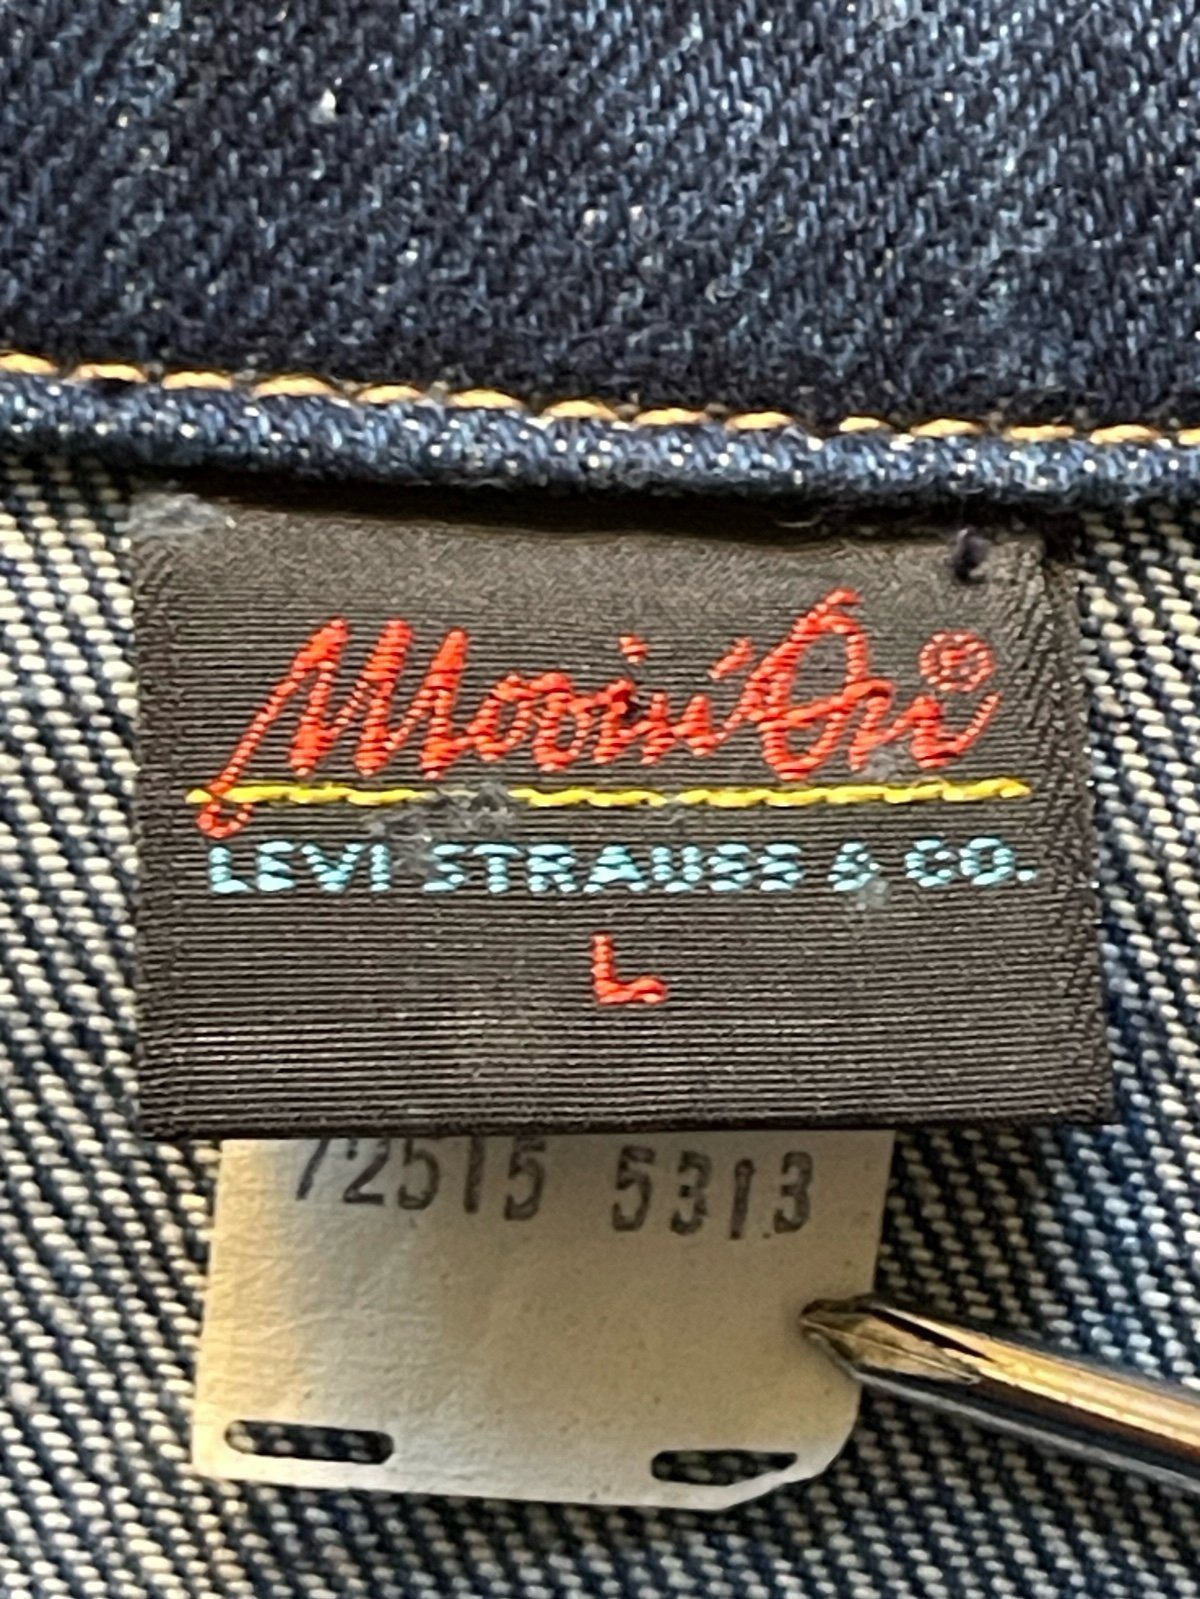 Movin' On®
LEVI STRAUSS & CO.
L
72515 5313